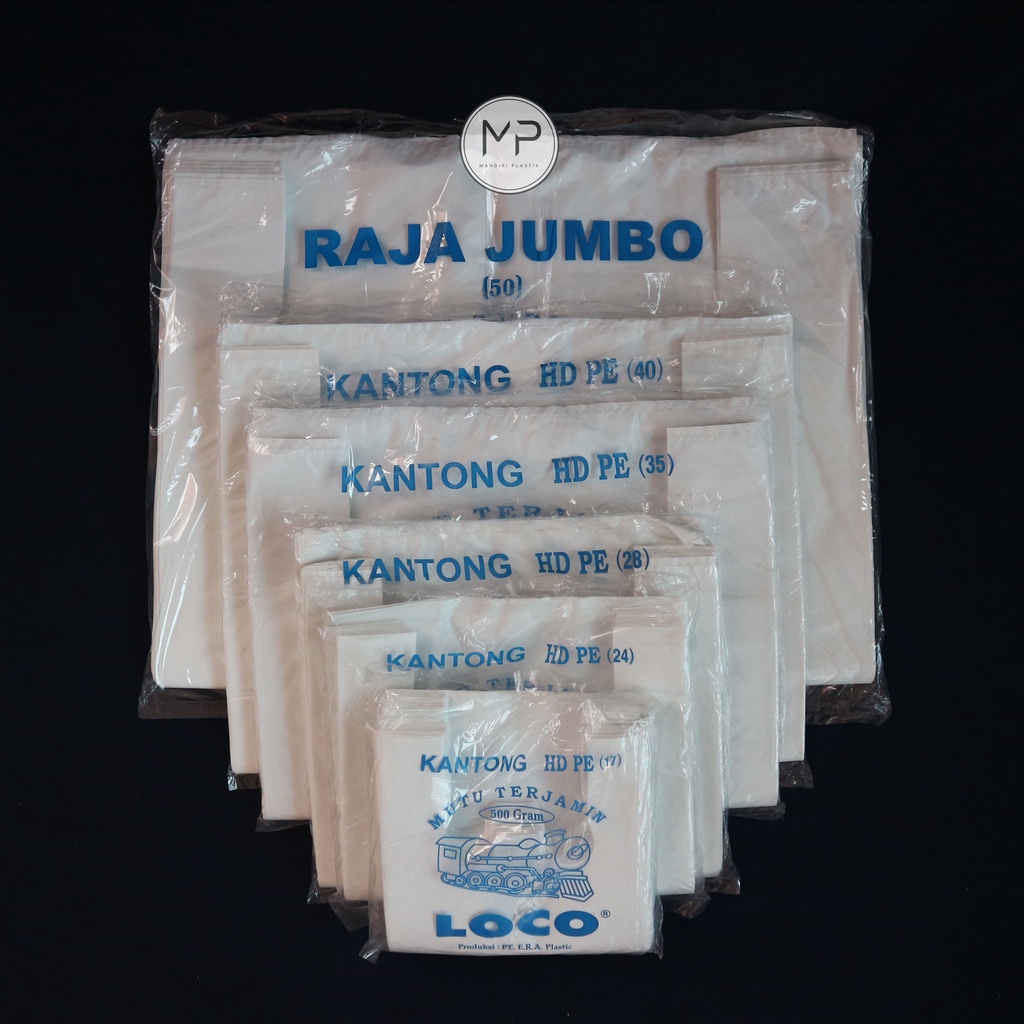 MP
MANDIRI PLASTIK
RAJA JUMBO
(50)
KANTONG HD PE (40)
KANTONG HD PE (35)
TER
KANTONG HD PE (28)
KANTONG HD PE (24)
KANTONG HD PE (17)
MUTU TERJAMIN
500 Gram
LOCO®
Produksi : PT. E.R.A. Plastic